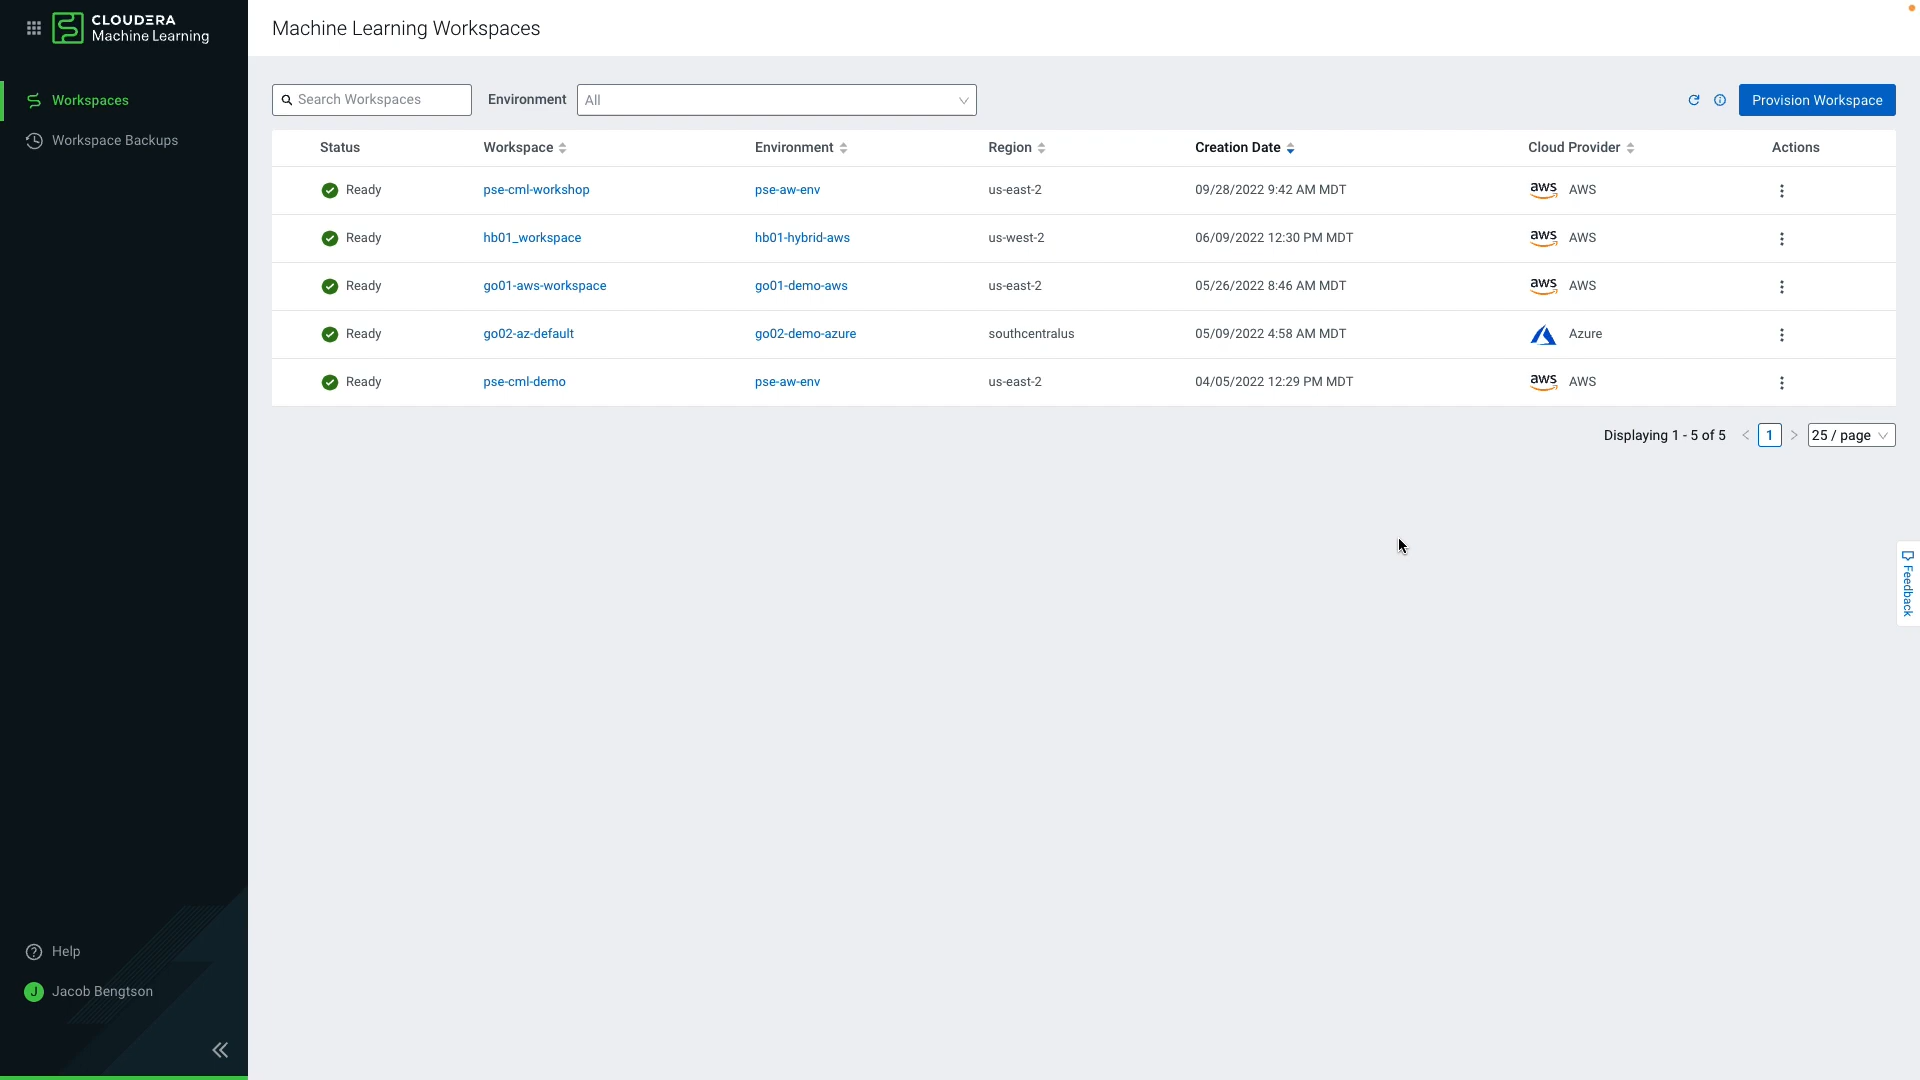 CLOUDERA
Machine Learning
Machine Learning Workspaces
Workspaces
Workspace Backups
Search Workspaces Environment All Provision Workspace
Status Workspace Environment Region Creation Date Cloud Provider Actions
Ready pse-cml-workshop pse-aw-env us-east-2 09/28/2022 9:42 AM MDT aws AWS
Ready hb01_workspace hb01-hybrid-aws us-west-2 06/09/2022 12:30 PM MDT aws AWS
Ready go01-aws-workspace go01-demo-aws us-east-2 05/26/2022 8:46 AM MDT aws AWS
Ready go02-az-default go02-demo-azure southcentralus 05/09/2022 4:58 AM MDT Azure
Ready pse-cml-demo pse-aw-env us-east-2 04/05/2022 12:29 PM MDT aws AWS
Displaying 1 - 5 of 5 < 1 > 25 / page
Feedback
Help
J Jacob Bengtson